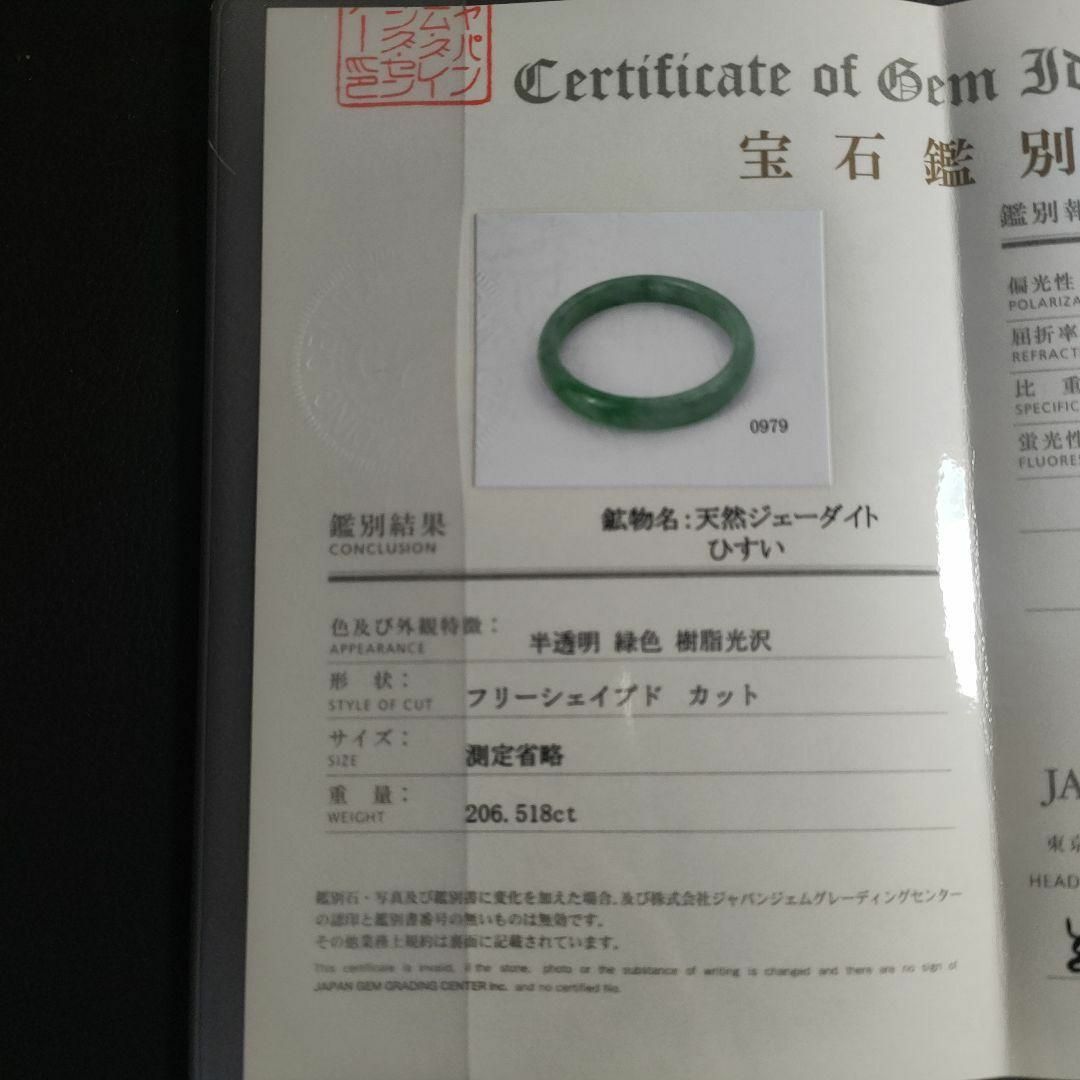 Certificate of Gem Id
宝石鑑別
鑑別報
偏光性
POLARIZA
屈折率
REFRACT
比 重
SPECIFIC
蛍光性
FLUORES
0979
鑑別結果
CONCLUSION
鉱物名:天然ジェーダイト
ひすい
色及び外観特徴:
APPEARANCE
半透明 緑色 樹脂光沢
形 状:
STYLE OF CUT
フリーシェイプド カット
サイズ:
SIZE
測定省略
重 量:
WEIGHT
206.518ct
鑑別石・写真及び鑑別書に変化を加えた場合、及び株式会社ジャパンジェムグレーディングセンター
の認印と鑑別書番号の無いものは無効です。
その他業務上規約は裏面に記載されています。
This certificate is invalid, if the stone, photo or the substance of writing is changed and there are no sign of
JAPAN GEM GRADING CENTER Inc. and no certified No.
JA
東京
HEAD